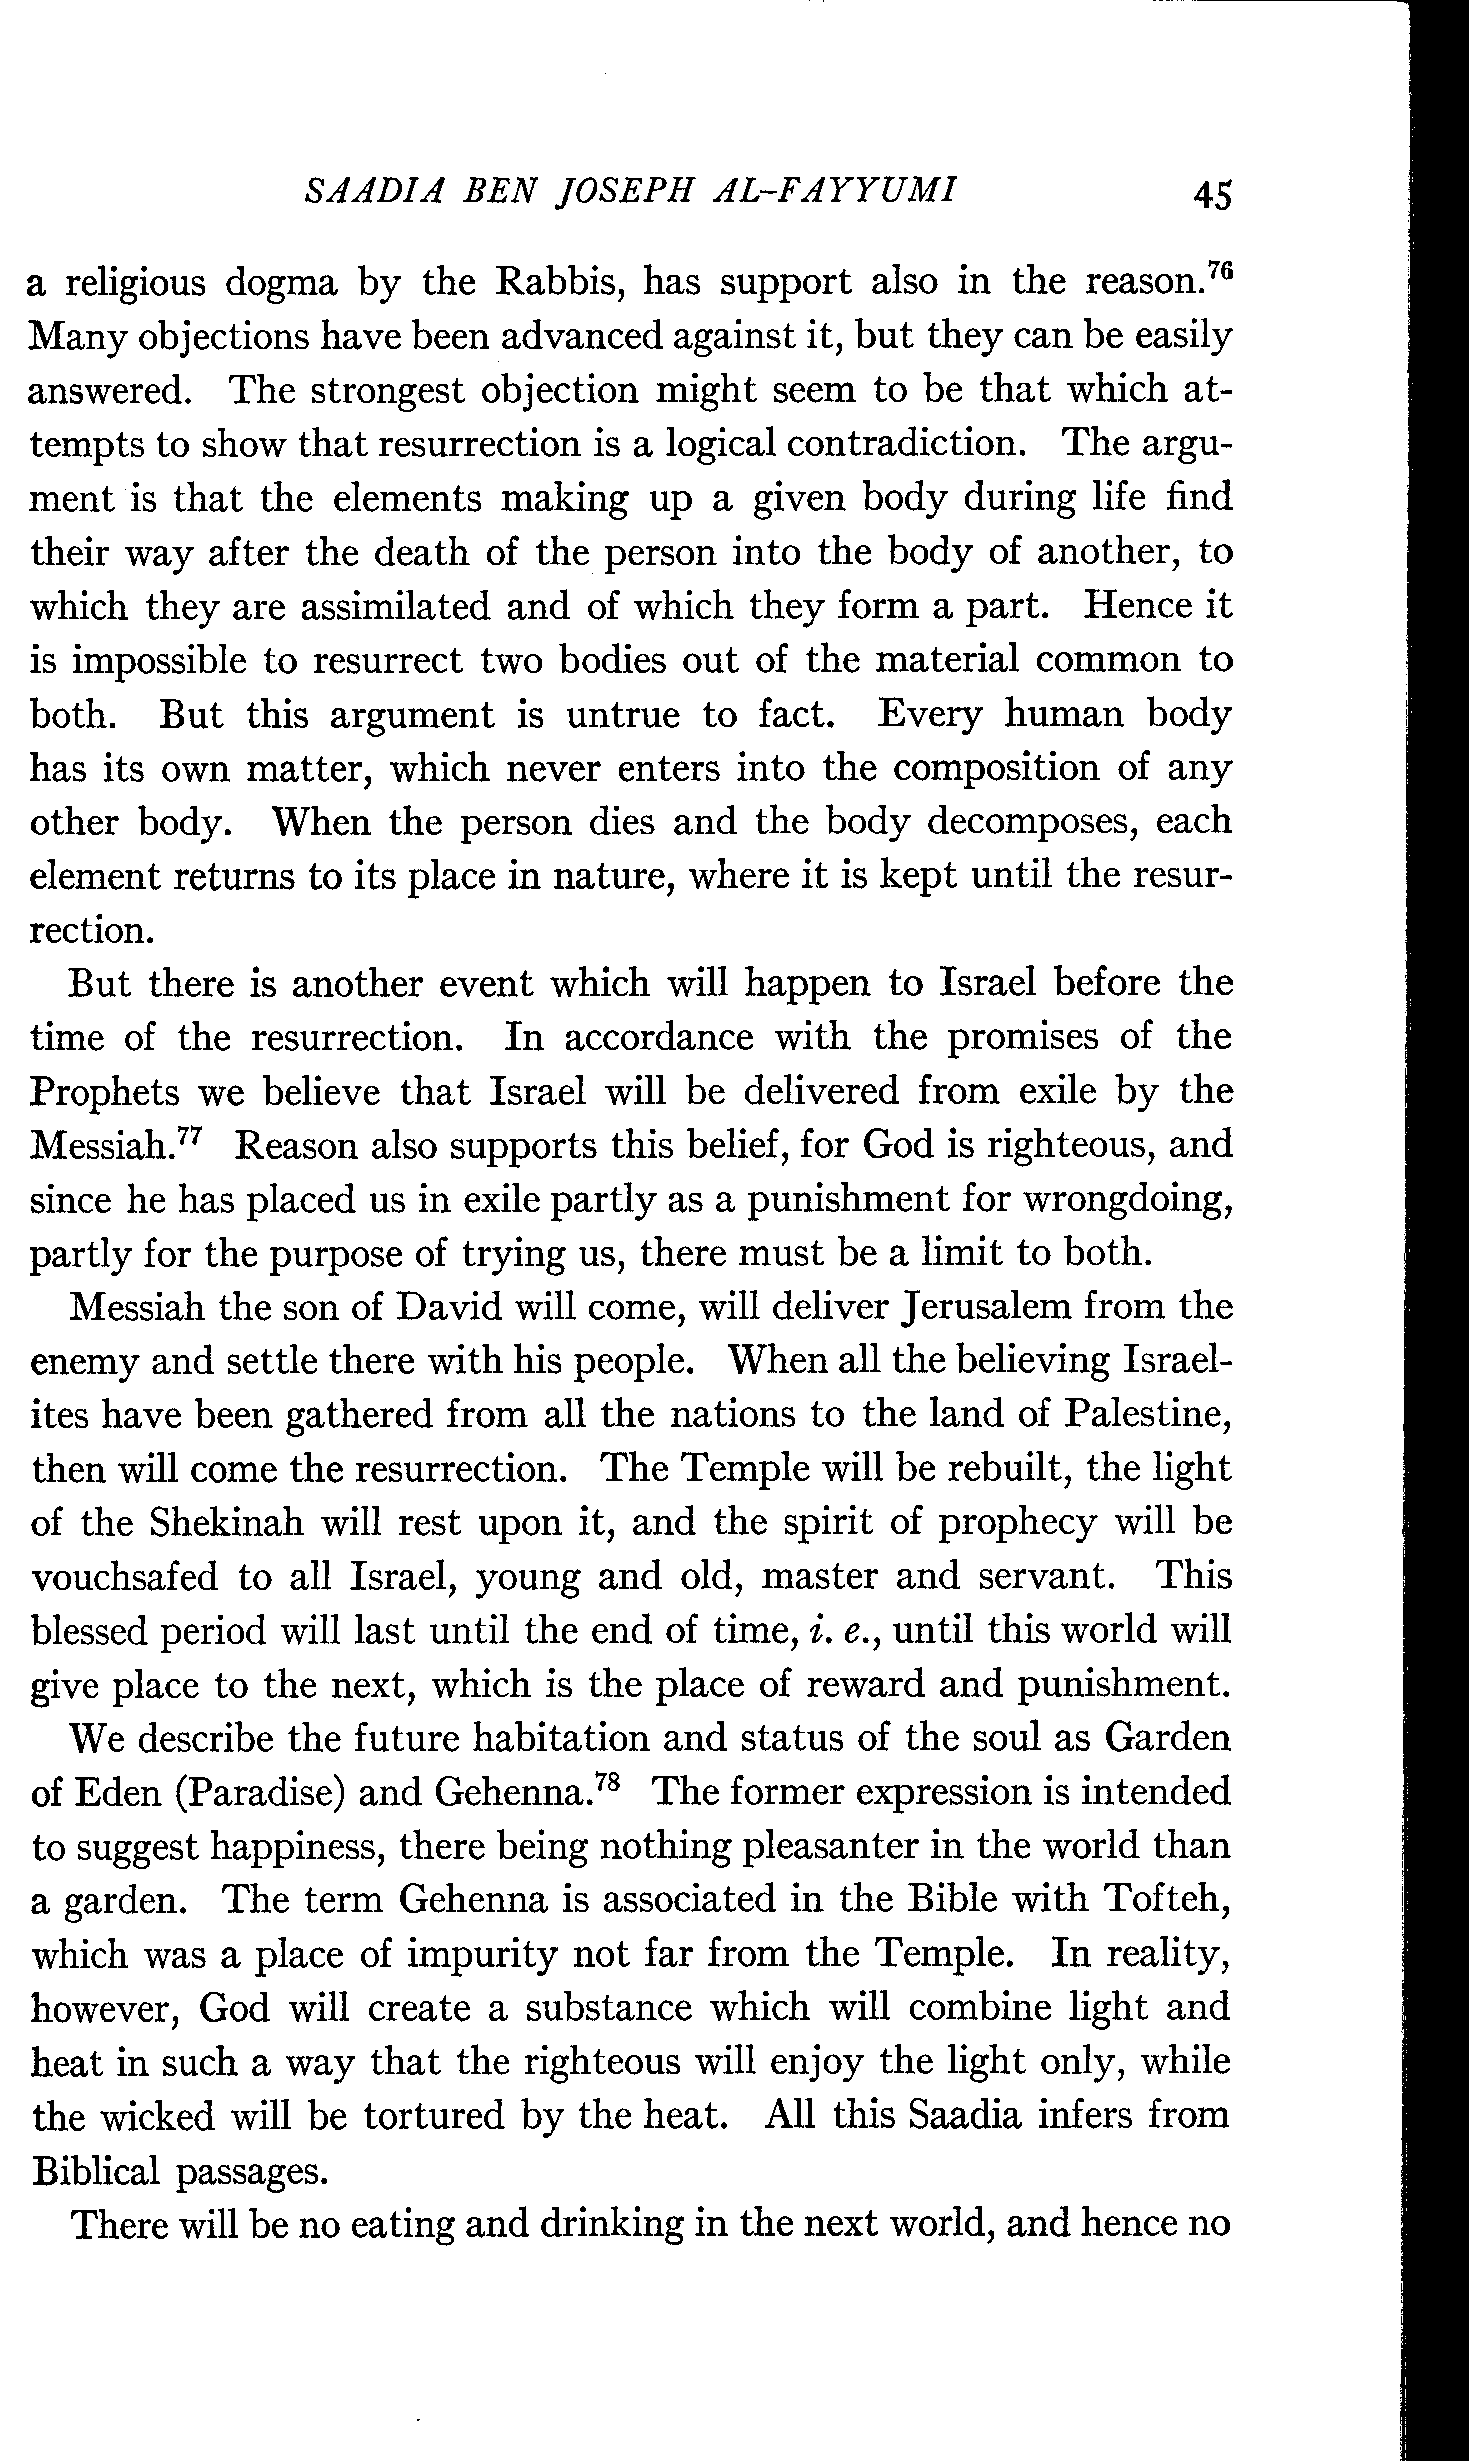 SAADIA BEN JOSEPH AL-FAYYUMI 45
a religious dogma by the Rabbis, has support also in the reason.76
Many objections have been advanced against it, but they can be easily
answered. The strongest objection might seem to be that which at-
tempts to show that resurrection is a logical contradiction. The argu-
ment is that the elements making up a given body during life find
their way after the death of the person into the body of another, to
which they are assimilated and of which they form a part. Hence it
is impossible to resurrect two bodies out of the material common to
both. But this argument is untrue to fact. Every human body
has its own matter, which never enters into the composition of any
other body. When the person dies and the body decomposes, each
element returns to its place in nature, where it is kept until the resur-
rection.
But there is another event which will happen to Israel before the
time of the resurrection. In accordance with the promises of the
Prophets we believe that Israel will be delivered from exile by the
Messiah.77 Reason also supports this belief, for God is righteous, and
since he has placed us in exile partly as a punishment for wrongdoing,
partly for the purpose of trying us, there must be a limit to both.
Messiah the son of David will come, will deliver Jerusalem from the
enemy and settle there with his people. When all the believing Israel-
ites have been gathered from all the nations to the land of Palestine,
then will come the resurrection. The Temple will be rebuilt, the light
of the Shekinah will rest upon it, and the spirit of prophecy will be
vouchsafed to all Israel, young and old, master and servant. This
blessed period will last until the end of time, i. e., until this world will
give place to the next, which is the place of reward and punishment.
We describe the future habitation and status of the soul as Garden
of Eden (Paradise) and Gehenna.78 The former expression is intended
to suggest happiness, there being nothing pleasanter in the world than
a garden. The term Gehenna is associated in the Bible with Tofteh,
which was a place of impurity not far from the Temple. In reality,
however, God will create a substance which will combine light and
heat in such a way that the righteous will enjoy the light only, while
the wicked will be tortured by the heat. All this Saadia infers from
Biblical passages.
There will be no eating and drinking in the next world, and hence no